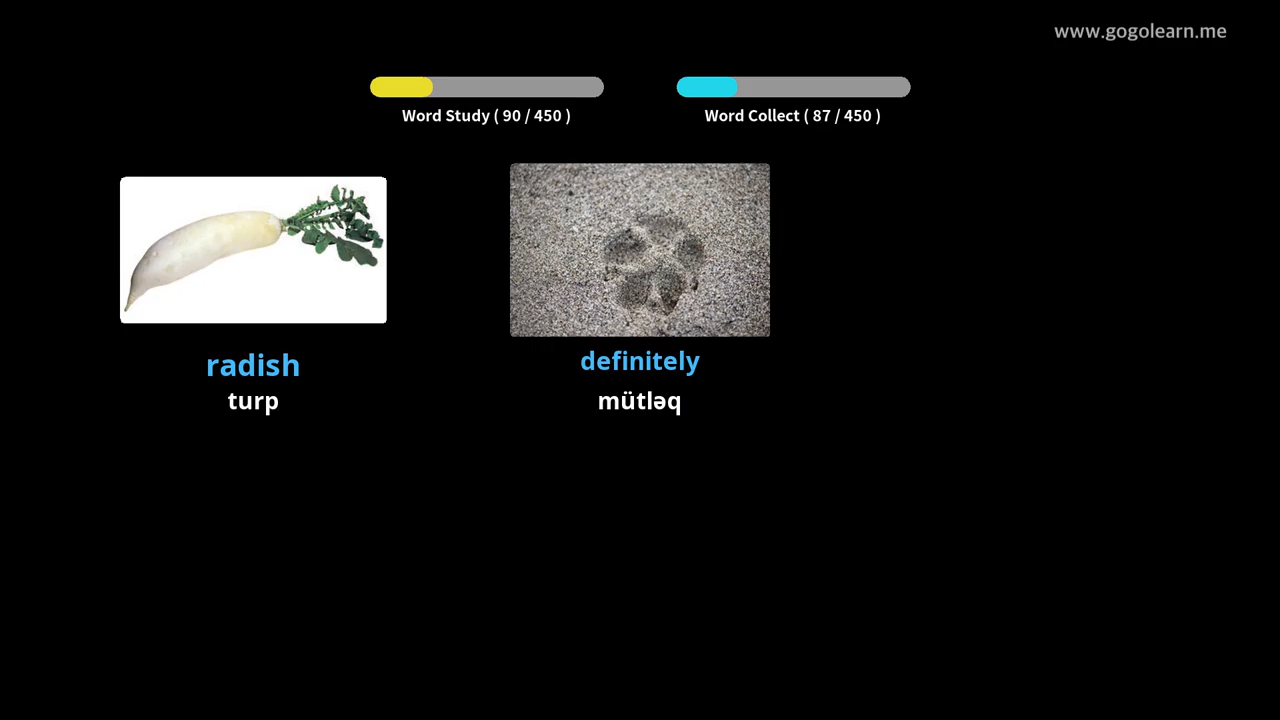 www.gogolearn.me
Word Study ( 90 / 450 )
Word Collect ( 87 / 450 )
radish
turp
definitely
mütləq